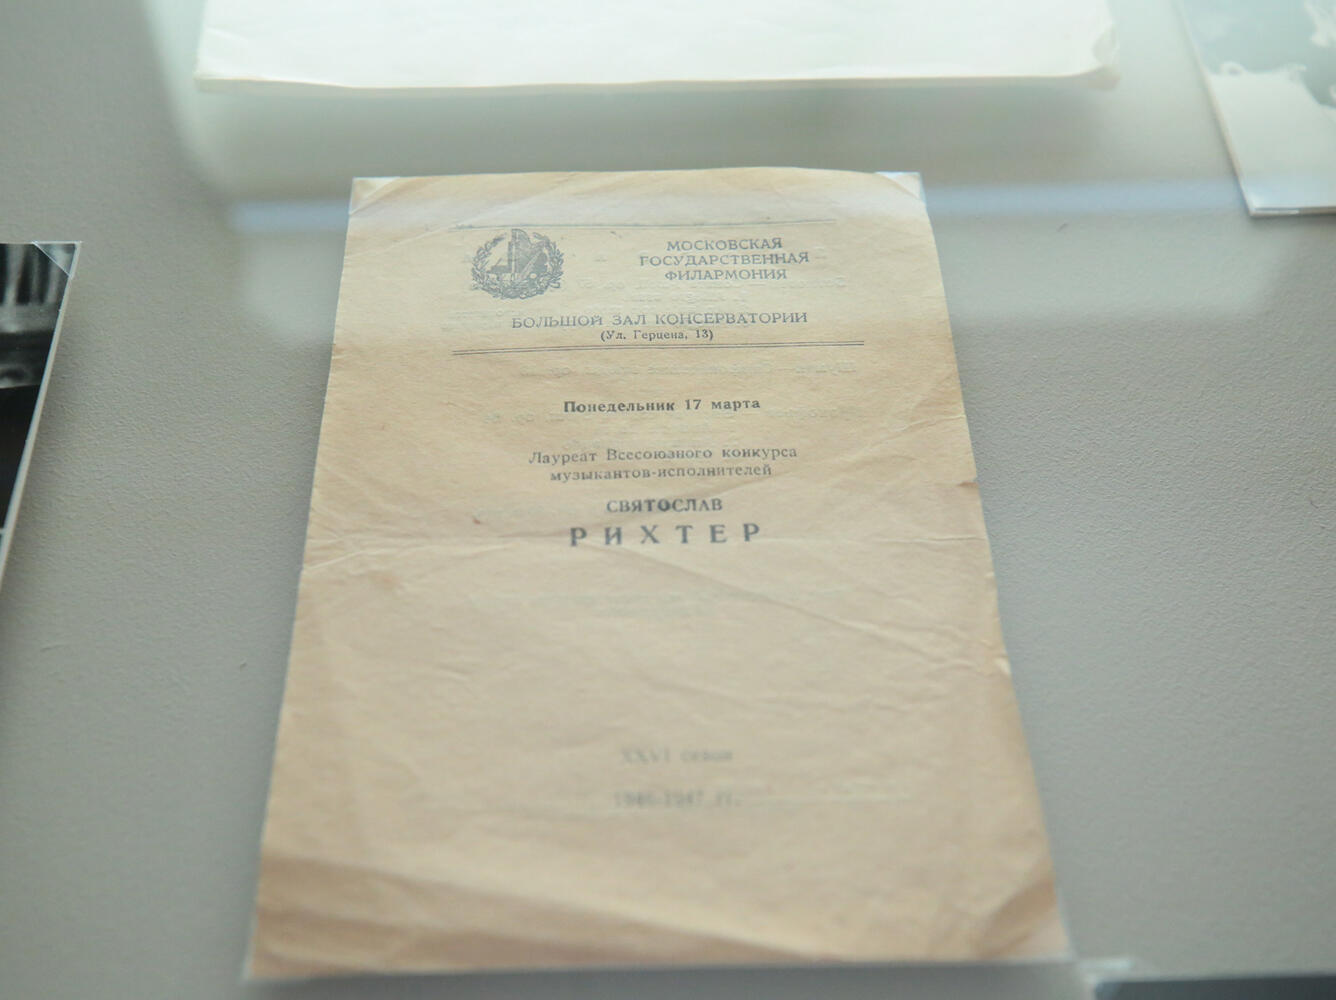 МОСКОВСКАЯ
ГОСУДАРСТВЕННАЯ
ФИЛАРМОНИЯ
БОЛЬШОЙ ЗАЛ КОНСЕРВАТОРИИ
(Ул. Герцена, 13)
Понедельник 17 марта
Лауреат Всесоюзного конкурса
музыкантов-исполнителей
СВЯТОСЛАВ
РИХТЕР
XXVI сезон
1946-1947 гг.